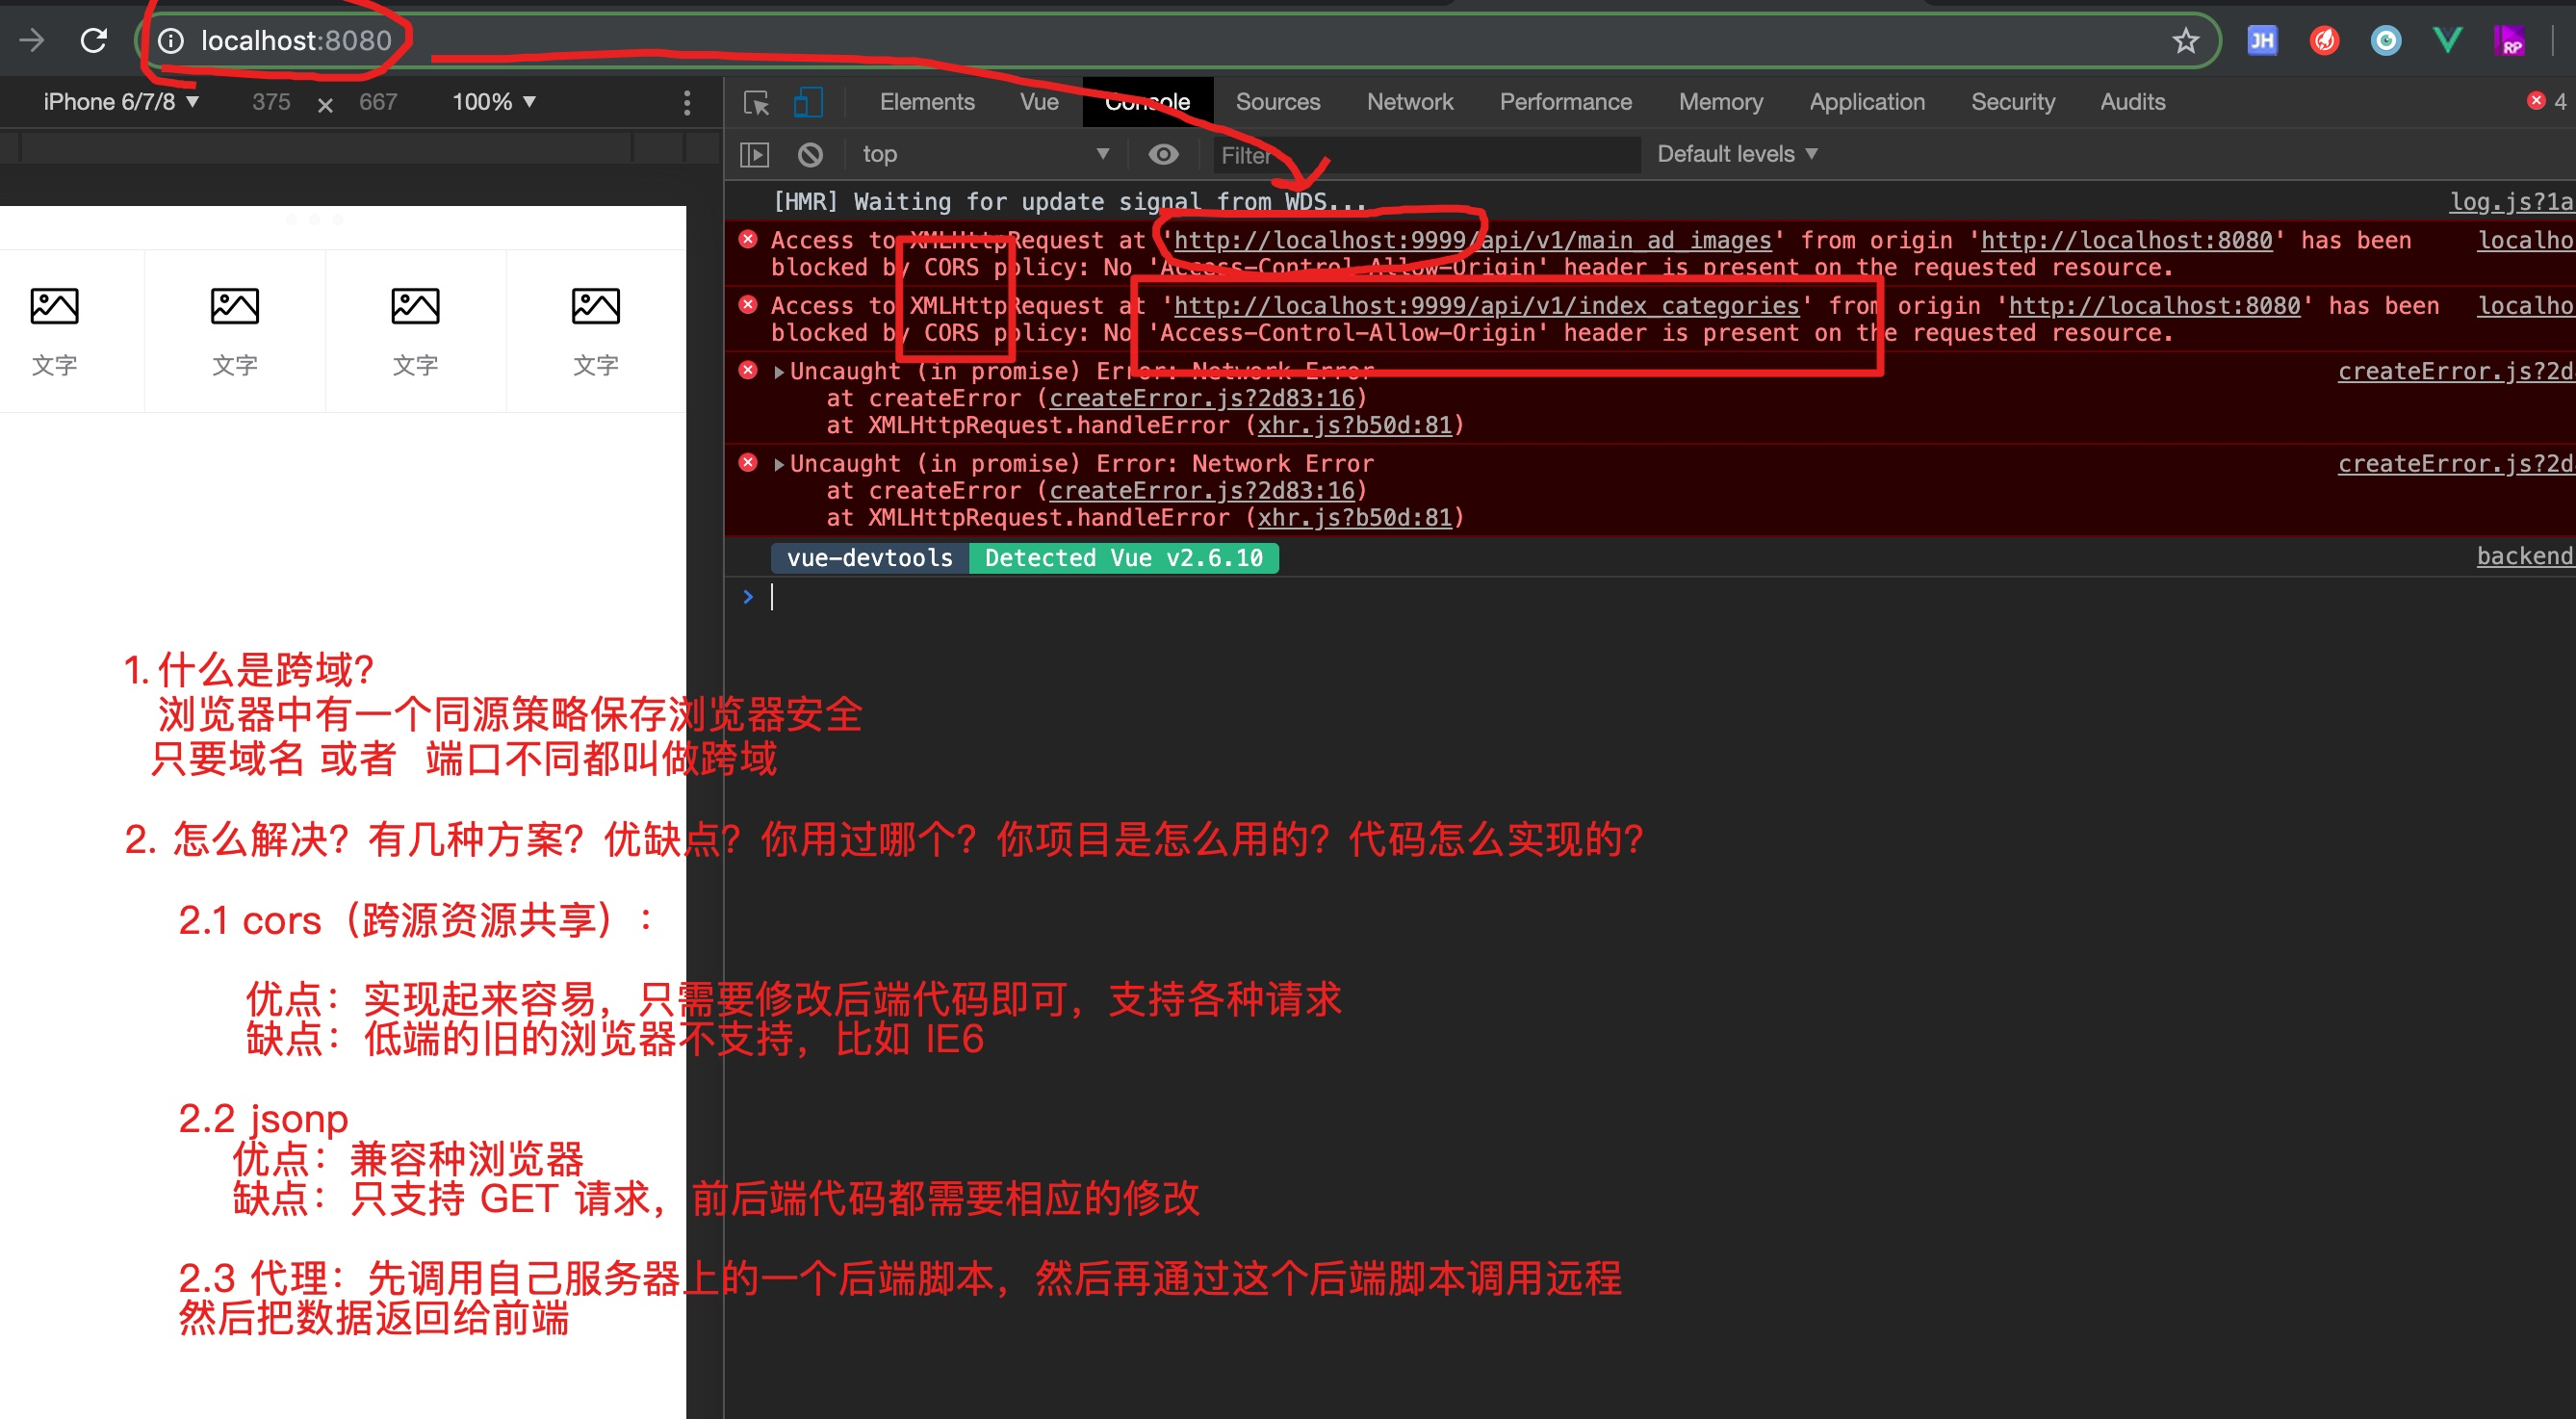 localhost:8080
JH
RP
iPhone 6/7/8 ▼ 375 × 667 100% ▼
Elements Vue Console Sources Network Performance Memory Application Security Audits 4
top ▼ Filter Default levels ▼
[HMR] Waiting for update signal from WDS... log.js?1a
Access to XMLHttpRequest at 'http://localhost:9999/api/v1/main_ad_images' from origin 'http://localhost:8080' has been localho
blocked by CORS policy: No 'Access-Control-Allow-Origin' header is present on the requested resource.
Access to XMLHttpRequest at 'http://localhost:9999/api/v1/index_categories' from origin 'http://localhost:8080' has been localho
blocked by CORS policy: No 'Access-Control-Allow-Origin' header is present on the requested resource.
▶Uncaught (in promise) Error: Network Error createError.js?2d
at createError (createError.js?2d83:16)
at XMLHttpRequest.handleError (xhr.js?b50d:81)
▶Uncaught (in promise) Error: Network Error createError.js?2d
at createError (createError.js?2d83:16)
at XMLHttpRequest.handleError (xhr.js?b50d:81)
vue-devtools Detected Vue v2.6.10 backend
>
文字 文字 文字 文字
1. 什么是跨域？
浏览器中有一个同源策略保存浏览器安全
只要域名 或者 端口不同都叫做跨域
2. 怎么解决？有几种方案？优缺点？你用过哪个？你项目是怎么用的？代码怎么实现的？
2.1 cors（跨源资源共享）：
优点：实现起来容易，只需要修改后端代码即可，支持各种请求
缺点：低端的旧的浏览器不支持，比如 IE6
2.2 jsonp
优点：兼容种浏览器
缺点：只支持 GET 请求，前后端代码都需要相应的修改
2.3 代理：先调用自己服务器上的一个后端脚本，然后再通过这个后端脚本调用远程
然后把数据返回给前端